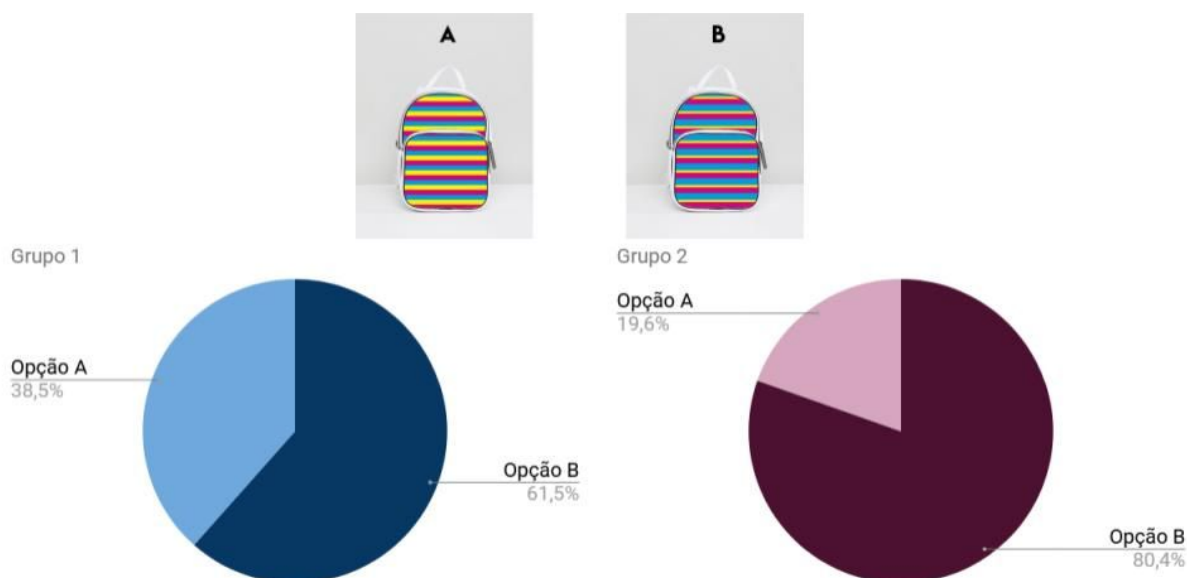 A
B
Grupo 1
Opção A
38,5%
Opção B
61,5%
Grupo 2
Opção A
19,6%
Opção B
80,4%